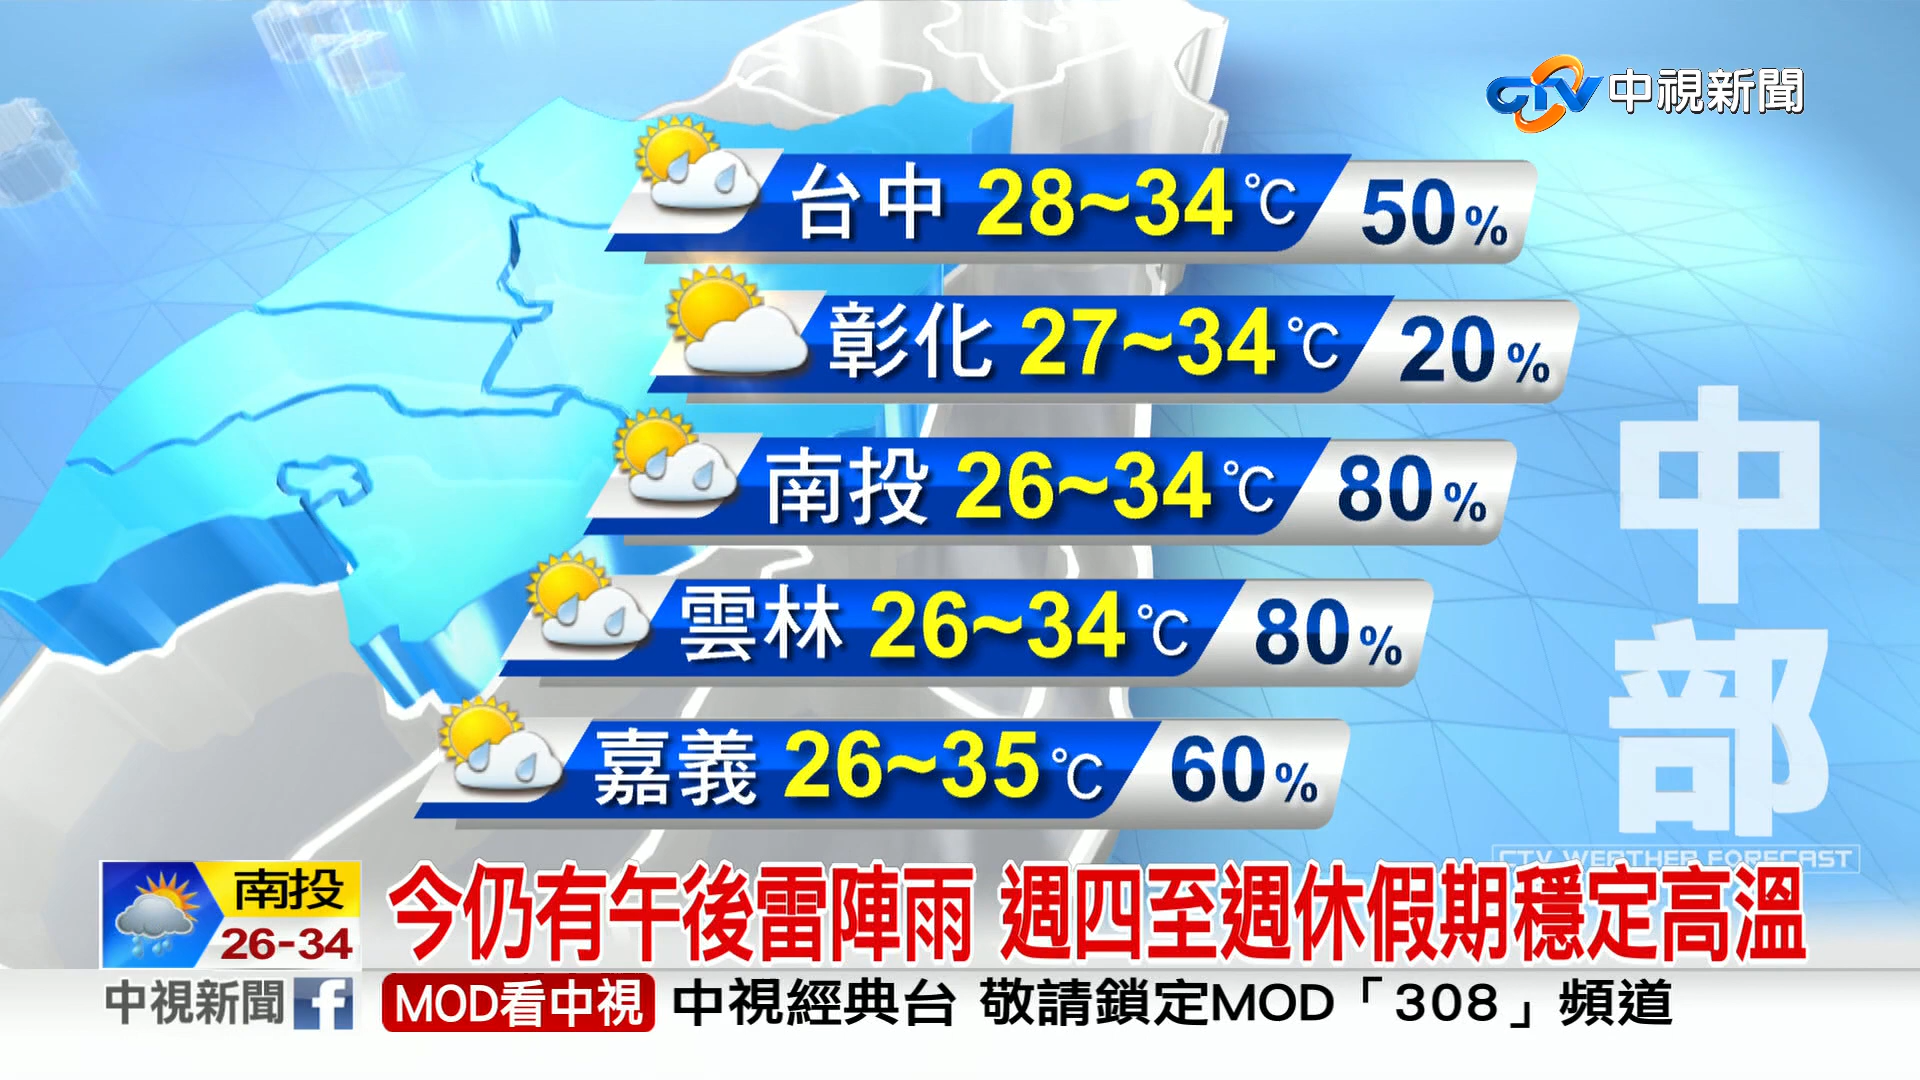 CTV 中視新聞
台中 28~34℃ 50%
彰化 27~34℃ 20%
南投 26~34℃ 80%
雲林 26~34℃ 80%
嘉義 26~35℃ 60%
中部
CTV WEATHER FORECAST
南投
26-34
今仍有午後雷陣雨 週四至週休假期穩定高溫
中視新聞 f
MOD看中視 中視經典台 敬請鎖定MOD「308」頻道